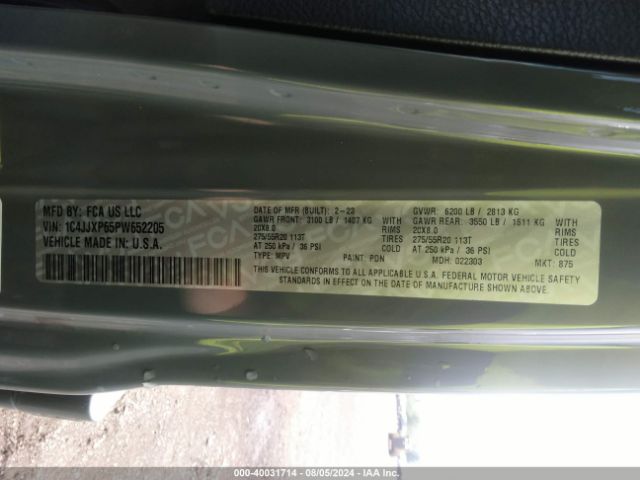 MFD BY: FCA US LLC
VIN: 1C4JJXP65PW652205
VEHICLE MADE IN: U.S.A.
DATE OF MFR (BUILT): 2-23
GAWR FRONT: 3100 LB / 1407 KG
20X8.0 RIMS
275/55R20 113T TIRES
AT 250 kPa / 36 PSI COLD
TYPE: MPV PAINT: PDN
GVWR: 6200 LB / 2813 KG
GAWR REAR: 3550 LB / 1611 KG
20X8.0 RIMS
275/55R20 113T TIRES
AT 250 kPa / 36 PSI COLD
MDH: 022303 MKT: 875
THIS VEHICLE CONFORMS TO ALL APPLICABLE U.S.A. FEDERAL MOTOR VEHICLE SAFETY
STANDARDS IN EFFECT ON THE DATE OF MANUFACTURE SHOWN ABOVE.
000-40031714 - 08/05/2024 - IAA Inc.